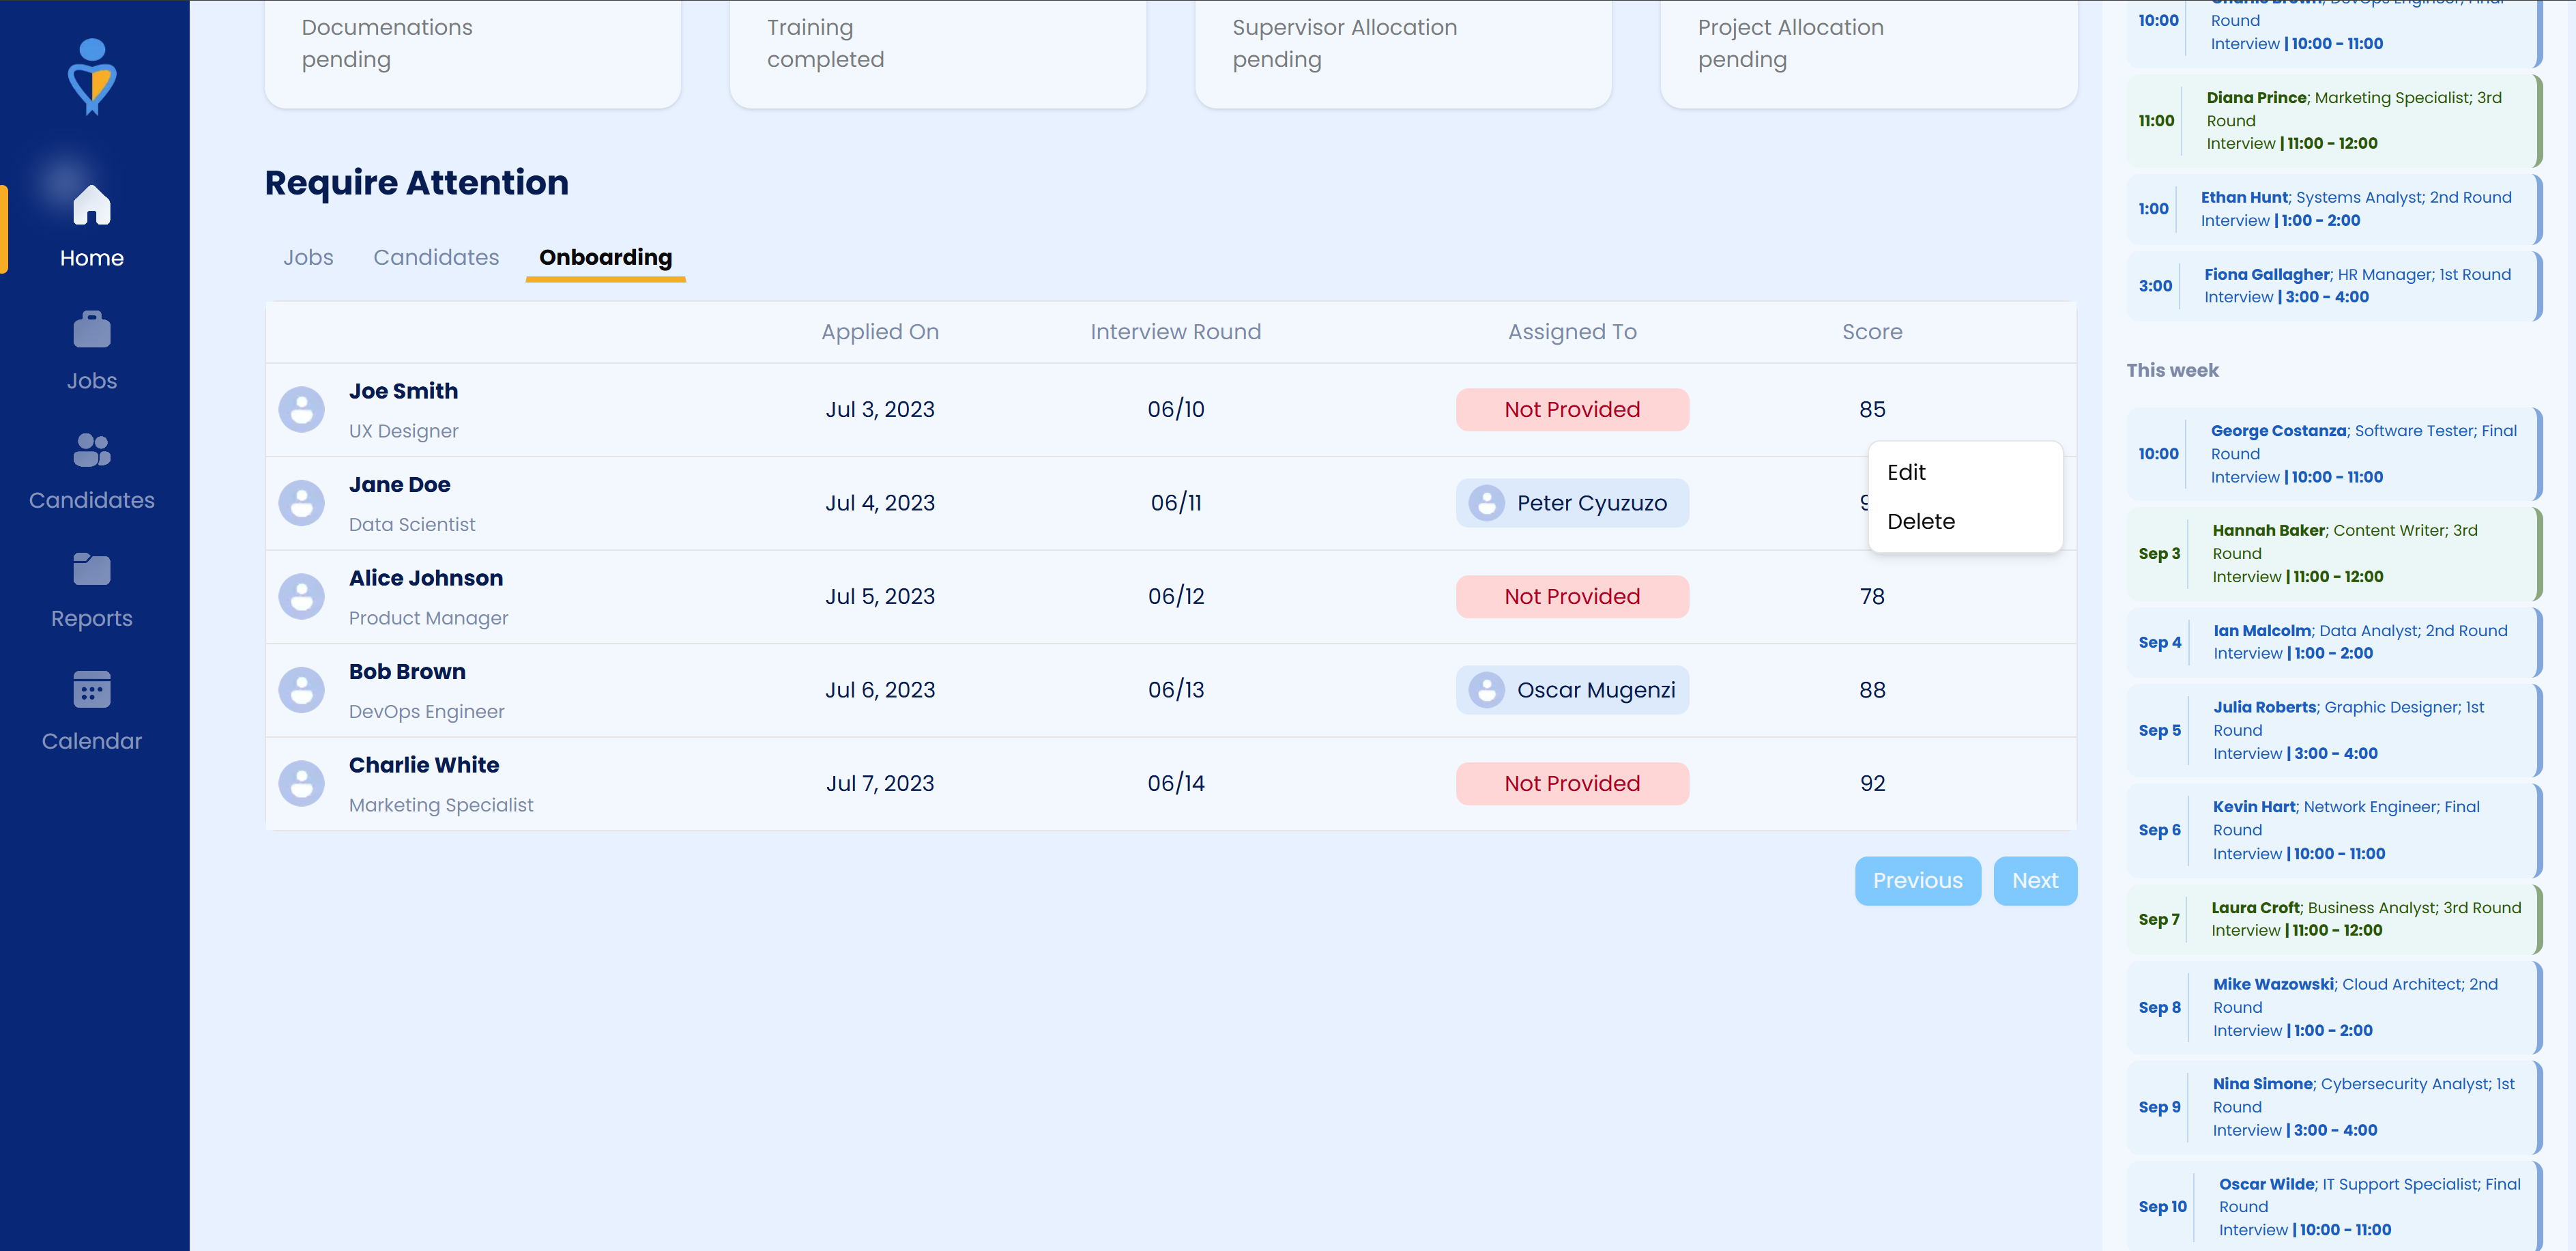 Home
Jobs
Candidates
Reports
Calendar
Documenations
pending
Training
completed
Supervisor Allocation
pending
Project Allocation
pending
Require Attention
Jobs Candidates Onboarding
Applied On Interview Round Assigned To Score
Joe Smith
UX Designer
Jul 3, 2023 06/10 Not Provided 85
Jane Doe
Data Scientist
Jul 4, 2023 06/11 Peter Cyuzuzo
Edit
Delete
Alice Johnson
Product Manager
Jul 5, 2023 06/12 Not Provided 78
Bob Brown
DevOps Engineer
Jul 6, 2023 06/13 Oscar Mugenzi 88
Charlie White
Marketing Specialist
Jul 7, 2023 06/14 Not Provided 92
Previous Next
10:00
Charlie Brown; DevOps Engineer; Final
Round
Interview | 10:00 - 11:00
11:00
Diana Prince; Marketing Specialist; 3rd
Round
Interview | 11:00 - 12:00
1:00
Ethan Hunt; Systems Analyst; 2nd Round
Interview | 1:00 - 2:00
3:00
Fiona Gallagher; HR Manager; 1st Round
Interview | 3:00 - 4:00
This week
10:00
George Costanza; Software Tester; Final
Round
Interview | 10:00 - 11:00
Sep 3
Hannah Baker; Content Writer; 3rd
Round
Interview | 11:00 - 12:00
Sep 4
Ian Malcolm; Data Analyst; 2nd Round
Interview | 1:00 - 2:00
Sep 5
Julia Roberts; Graphic Designer; 1st
Round
Interview | 3:00 - 4:00
Sep 6
Kevin Hart; Network Engineer; Final
Round
Interview | 10:00 - 11:00
Sep 7
Laura Croft; Business Analyst; 3rd Round
Interview | 11:00 - 12:00
Sep 8
Mike Wazowski; Cloud Architect; 2nd
Round
Interview | 1:00 - 2:00
Sep 9
Nina Simone; Cybersecurity Analyst; 1st
Round
Interview | 3:00 - 4:00
Sep 10
Oscar Wilde; IT Support Specialist; Final
Round
Interview | 10:00 - 11:00